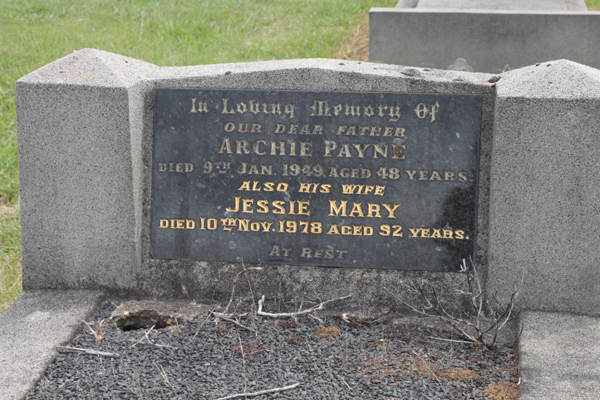 In Loving Memory Of
OUR DEAR FATHER
ARCHIE PAYNE
DIED 9TH JAN. 1949, AGED 48 YEARS.
ALSO HIS WIFE
JESSIE MARY
DIED 10TH NOV. 1978 AGED 92 YEARS.
AT REST